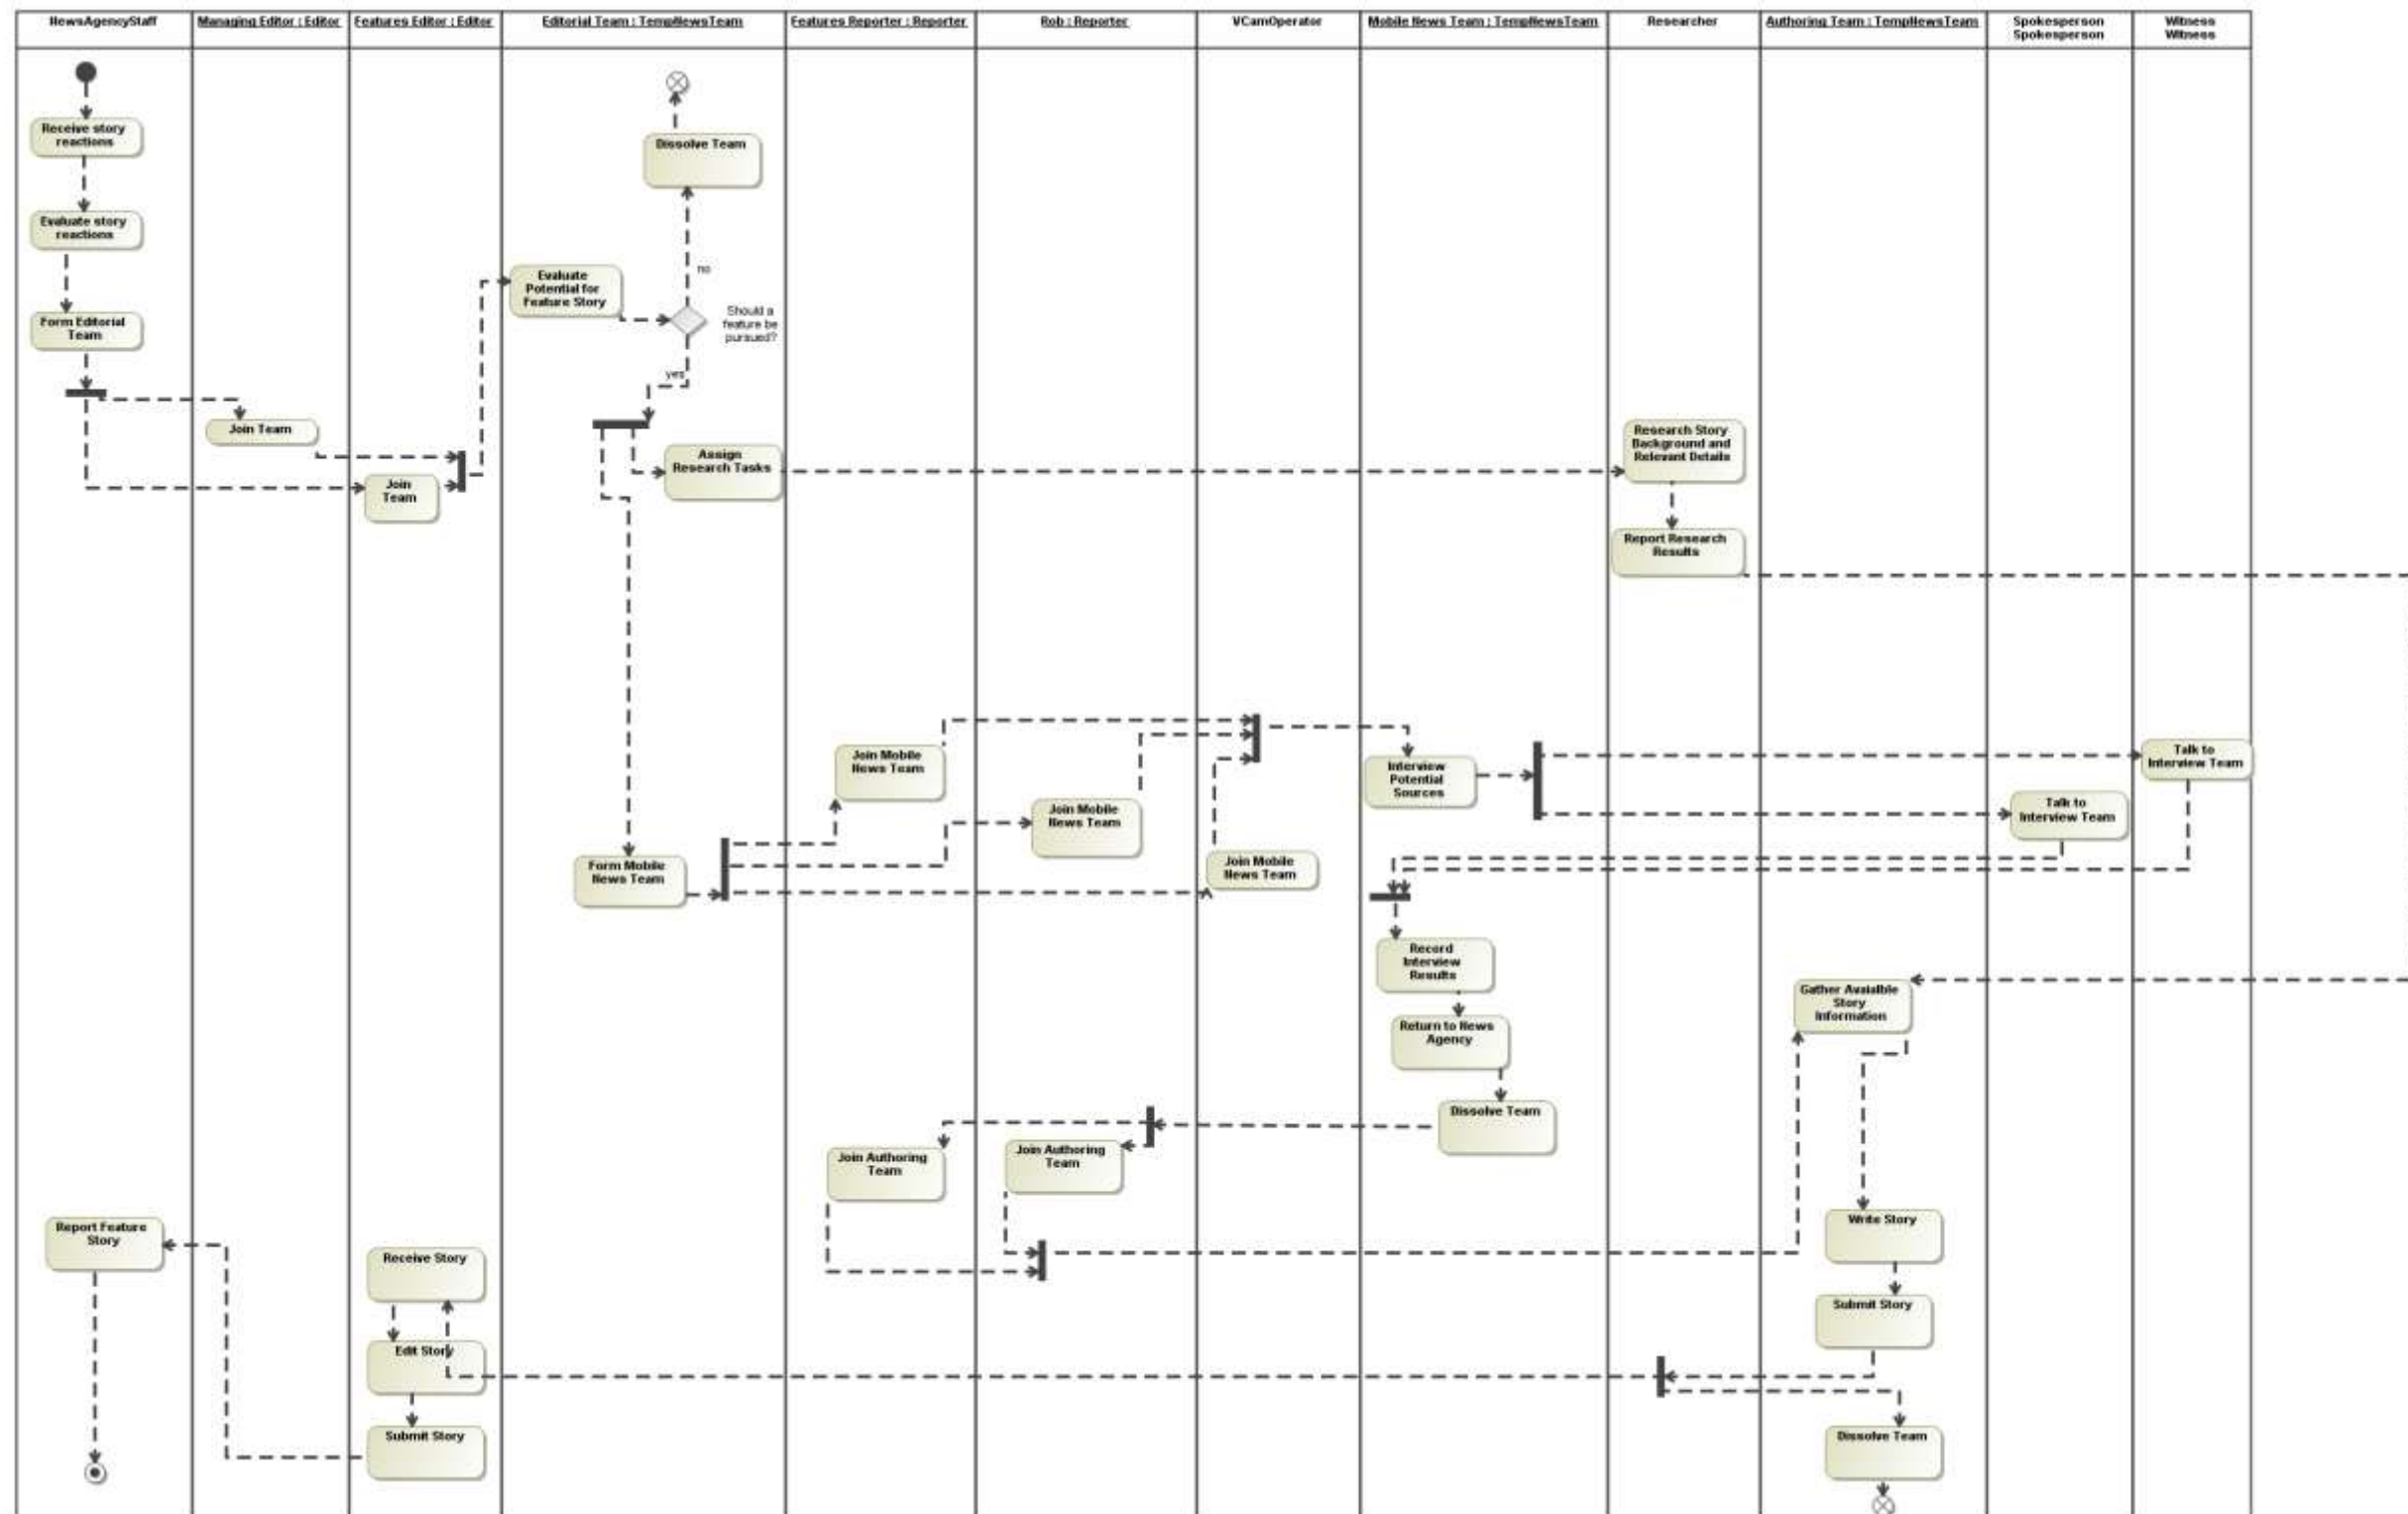 NewsAgencyStaff
Managing Editor : Editor
Features Editor : Editor
Editorial Team : TempNewsTeam
Features Reporter : Reporter
Rob : Reporter
VCamOperator
Mobile News Team : TempNewsTeam
Researcher
Authoring Team : TempNewsTeam
Spokesperson
Spokesperson
Witness
Witness
Receive story
reactions
Dissolve Team
Evaluate story
reactions
no
Evaluate
Potential for
Feature Story
Should a
feature be
pursued?
Form Editorial
Team
yes
Join Team
Assign
Research Tasks
Research Story
Background and
Relevant Details
Join
Team
Report Research
Results
Join Mobile
News Team
Interview
Potential
Sources
Talk to
Interview Team
Join Mobile
News Team
Talk to
Interview Team
Form Mobile
News Team
Join Mobile
News Team
Record
Interview
Results
Gather Avaialble
Story
Information
Return to News
Agency
Dissolve Team
Join Authoring
Team
Join Authoring
Team
Report Feature
Story
Write Story
Receive Story
Submit Story
Edit Story
Submit Story
Dissolve Team